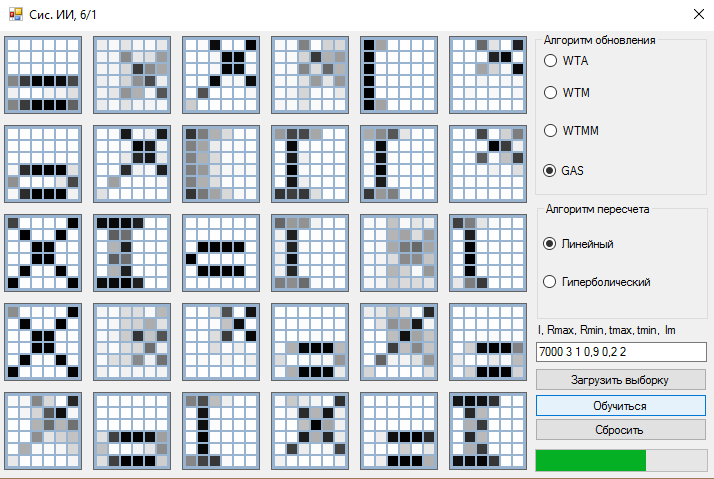 Сис. ИИ, 6/1
Алгоритм обновления
WTA
WTM
WTMM
GAS
Алгоритм пересчета
Линейный
Гиперболический
l, Rmax, Rmin, tmax, tmin, lm
7000 3 1 0,9 0,2 2
Загрузить выборку
Обучиться
Сбросить